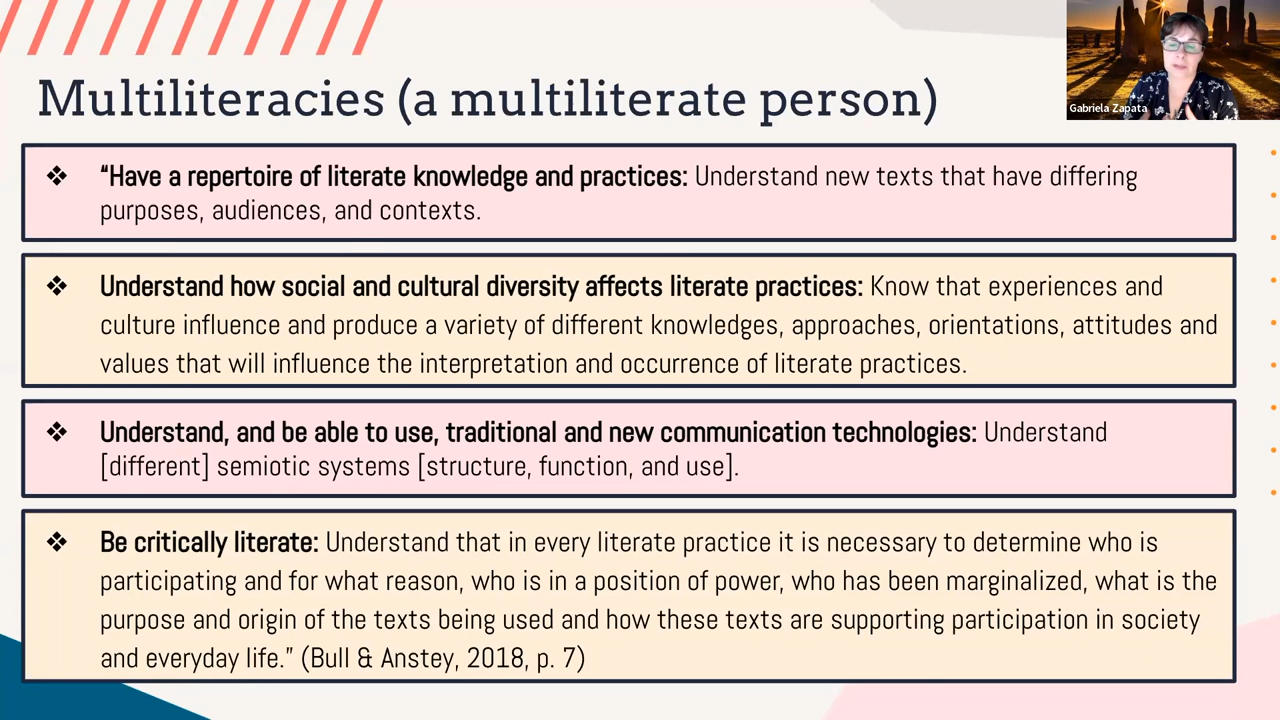 Multiliteracies (a multiliterate person)
Gabriela Zapata
❖ “Have a repertoire of literate knowledge and practices: Understand new texts that have differing
purposes, audiences, and contexts.
❖ Understand how social and cultural diversity affects literate practices: Know that experiences and
culture influence and produce a variety of different knowledges, approaches, orientations, attitudes and
values that will influence the interpretation and occurrence of literate practices.
❖ Understand, and be able to use, traditional and new communication technologies: Understand
[different] semiotic systems [structure, function, and use].
❖ Be critically literate: Understand that in every literate practice it is necessary to determine who is
participating and for what reason, who is in a position of power, who has been marginalized, what is the
purpose and origin of the texts being used and how these texts are supporting participation in society
and everyday life.” (Bull & Anstey, 2018, p. 7)